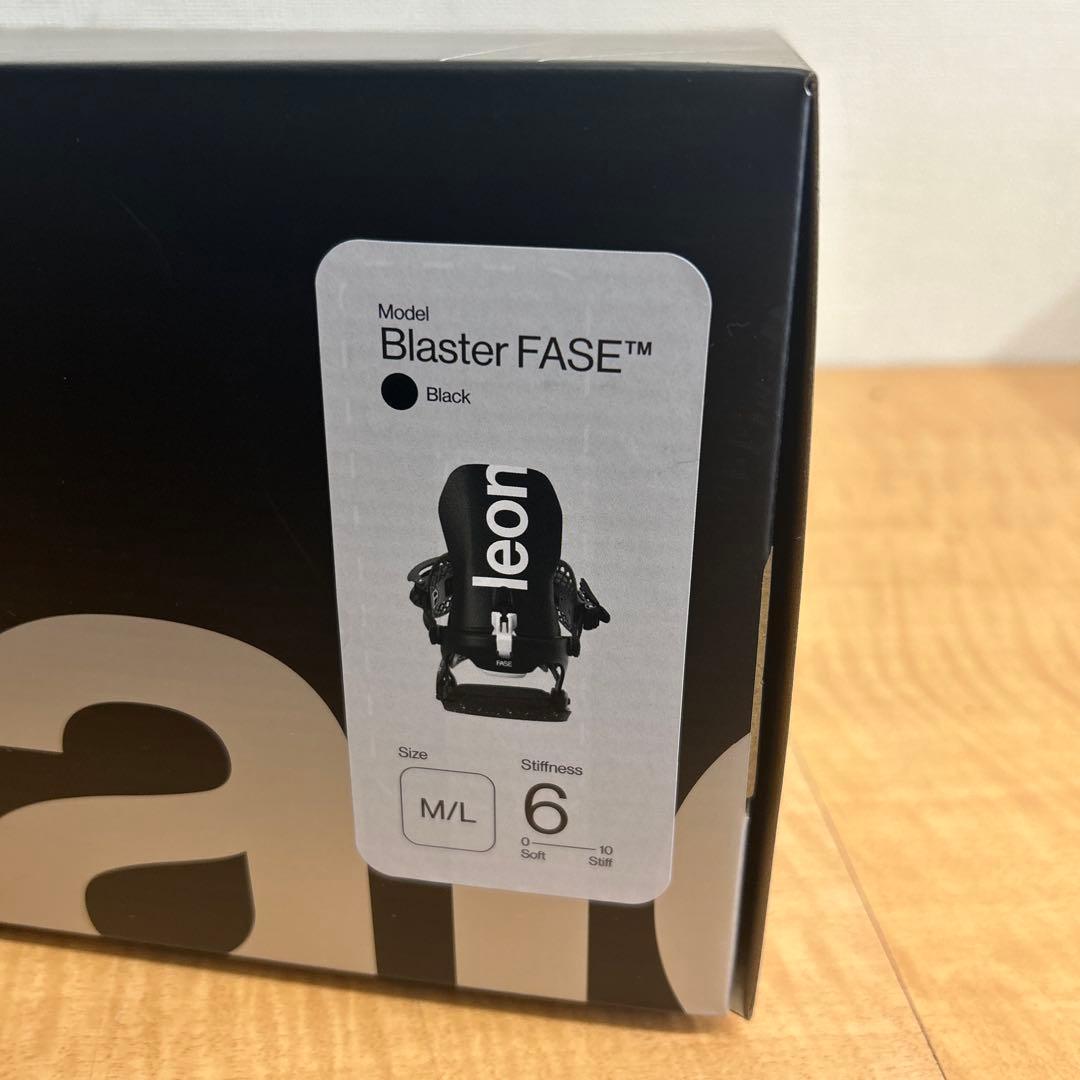 Model
Blaster FASE™
Black
leon
FASE
Size
M/L
Stiffness
6
0 10
Soft Stiff